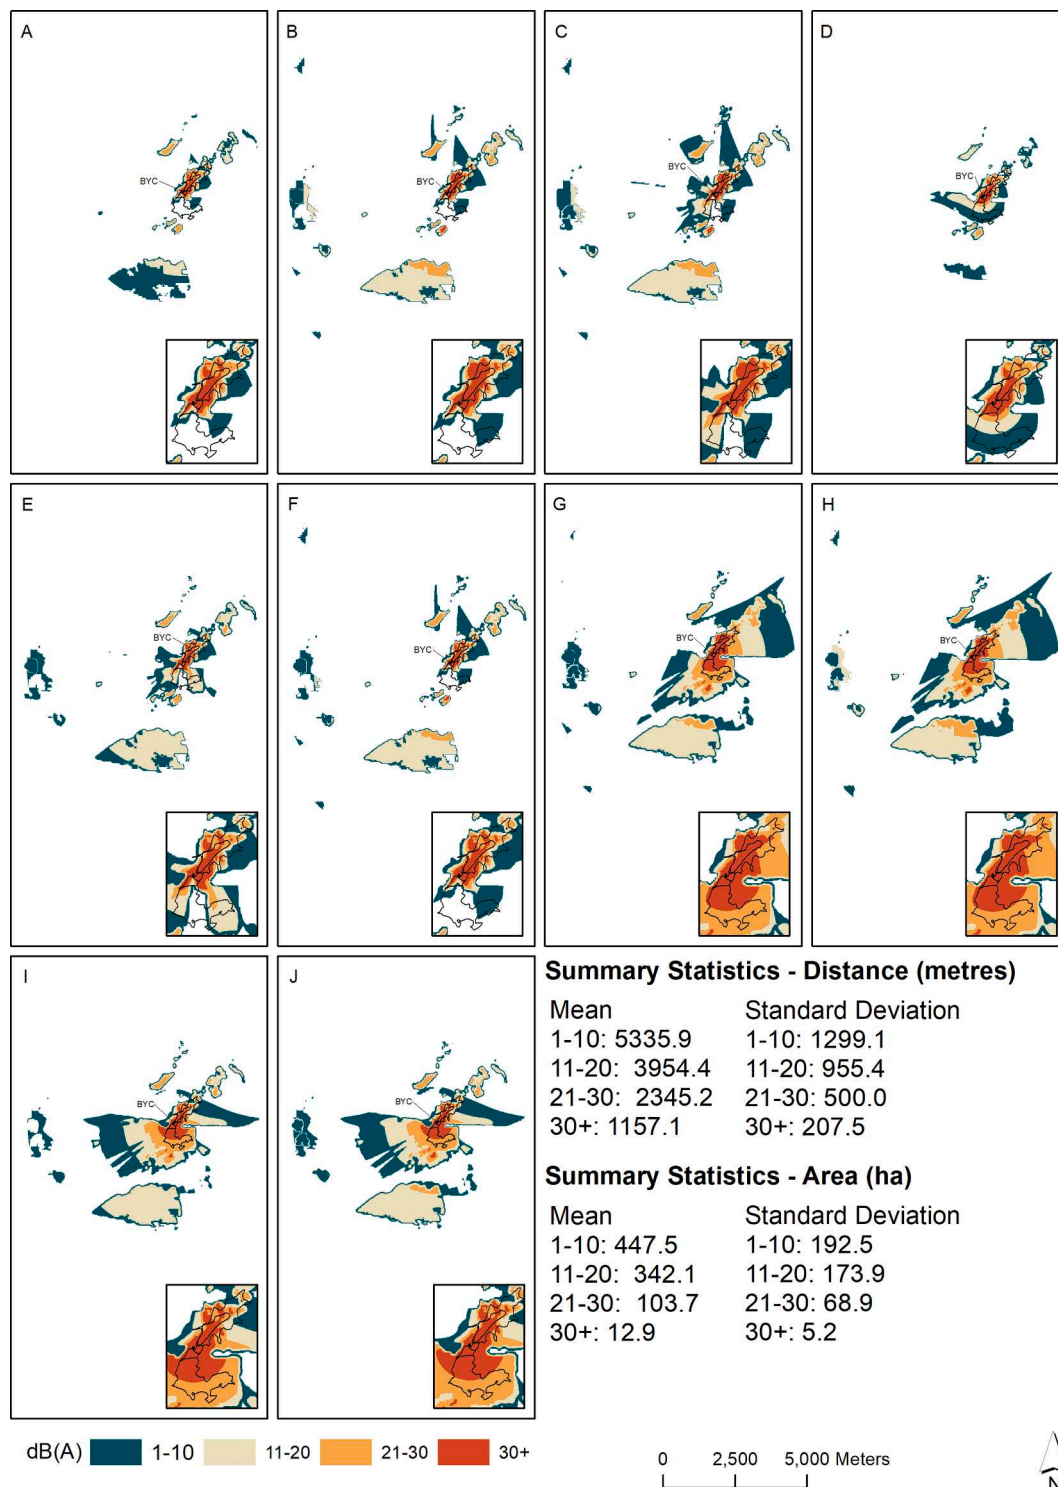 A
B
C
D
BYC
BYC
BYC
BYC
E
F
G
H
BYC
BYC
BYC
BYC
I
J
BYC
BYC
Summary Statistics - Distance (metres)
Mean Standard Deviation
1-10: 5335.9 1-10: 1299.1
11-20: 3954.4 11-20: 955.4
21-30: 2345.2 21-30: 500.0
30+: 1157.1 30+: 207.5
Summary Statistics - Area (ha)
Mean Standard Deviation
1-10: 447.5 1-10: 192.5
11-20: 342.1 11-20: 173.9
21-30: 103.7 21-30: 68.9
30+: 12.9 30+: 5.2
dB(A) 1-10 11-20 21-30 30+
0 2,500 5,000 Meters
N